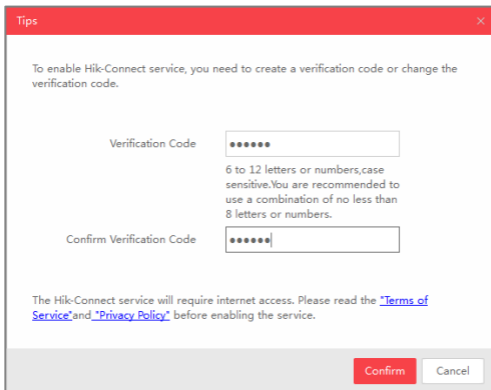 Tips
To enable Hik-Connect service, you need to create a verification code or change the
verification code.
Verification Code ●●●●●●
6 to 12 letters or numbers,case
sensitive.You are recommended to
use a combination of no less than
8 letters or numbers.
Confirm Verification Code ●●●●●●
The Hik-Connect service will require internet access. Please read the "Terms of
Service"and "Privacy Policy" before enabling the service.
Confirm Cancel